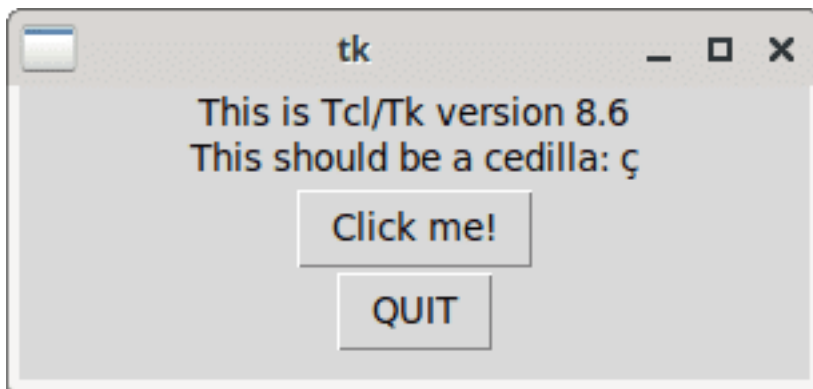 tk
This is Tcl/Tk version 8.6
This should be a cedilla: ç
Click me!
QUIT